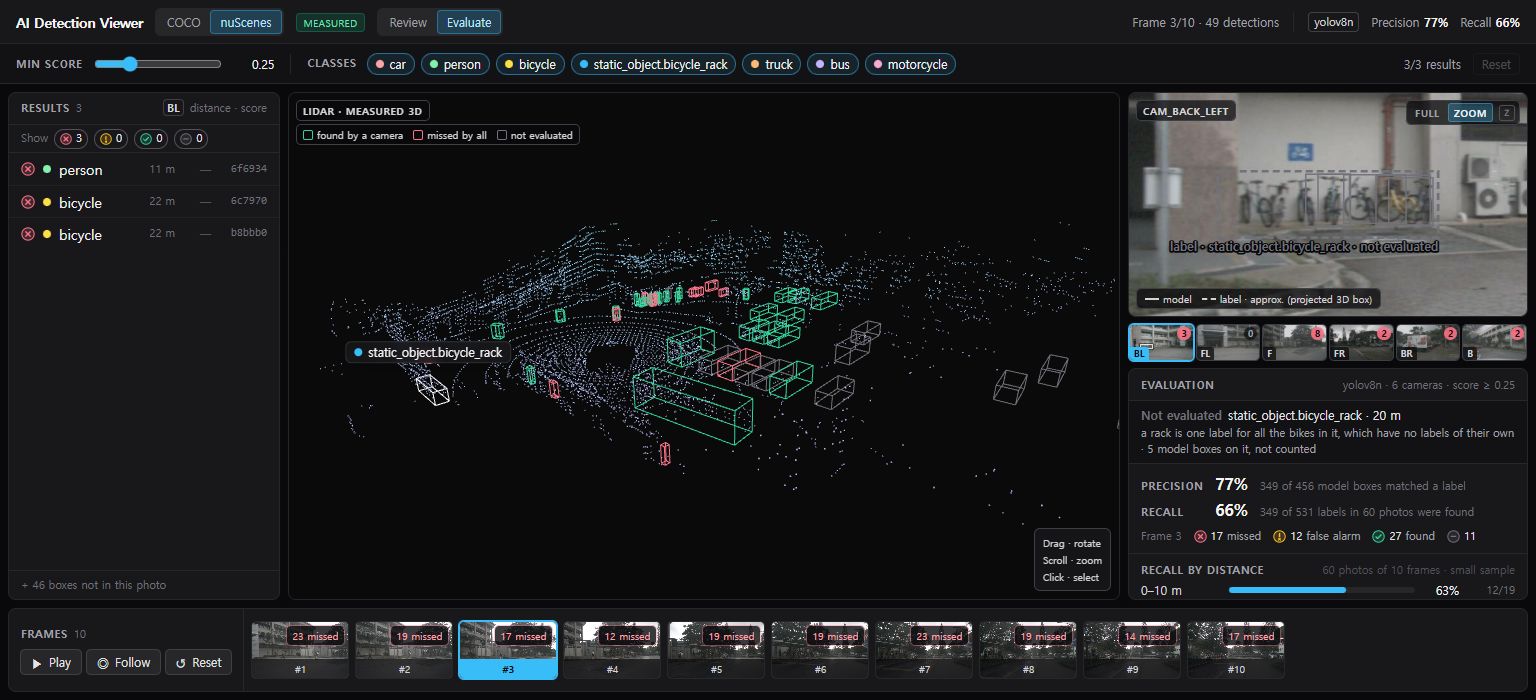 AI Detection Viewer COCO nuScenes MEASURED Review Evaluate Frame 3/10 · 49 detections yolov8n Precision 77% Recall 66%
MIN SCORE 0.25 CLASSES car person bicycle static_object.bicycle_rack truck bus motorcycle 3/3 results Reset
RESULTS 3 BL distance · score
Show 3 0 0 0
person 11 m — 6f6934
bicycle 22 m — 6c7970
bicycle 22 m — b8bbb0
+ 46 boxes not in this photo
LIDAR · MEASURED 3D
found by a camera missed by all not evaluated
static_object.bicycle_rack
Drag · rotate
Scroll · zoom
Click · select
CAM_BACK_LEFT FULL ZOOM Z
label · static_object.bicycle_rack · not evaluated
model label · approx. (projected 3D box)
3 0 8 2 2 2
BL FL F FR BR B
EVALUATION yolov8n · 6 cameras · score ≥ 0.25
Not evaluated static_object.bicycle_rack · 20 m
a rack is one label for all the bikes in it, which have no labels of their own
· 5 model boxes on it, not counted
PRECISION 77% 349 of 456 model boxes matched a label
RECALL 66% 349 of 531 labels in 60 photos were found
Frame 3 17 missed 12 false alarm 27 found 11
RECALL BY DISTANCE 60 photos of 10 frames · small sample
0–10 m 63% 12/19
FRAMES 10
Play Follow Reset
23 missed 19 missed 17 missed 12 missed 19 missed 19 missed 23 missed 19 missed 14 missed 17 missed
#1 #2 #3 #4 #5 #6 #7 #8 #9 #10